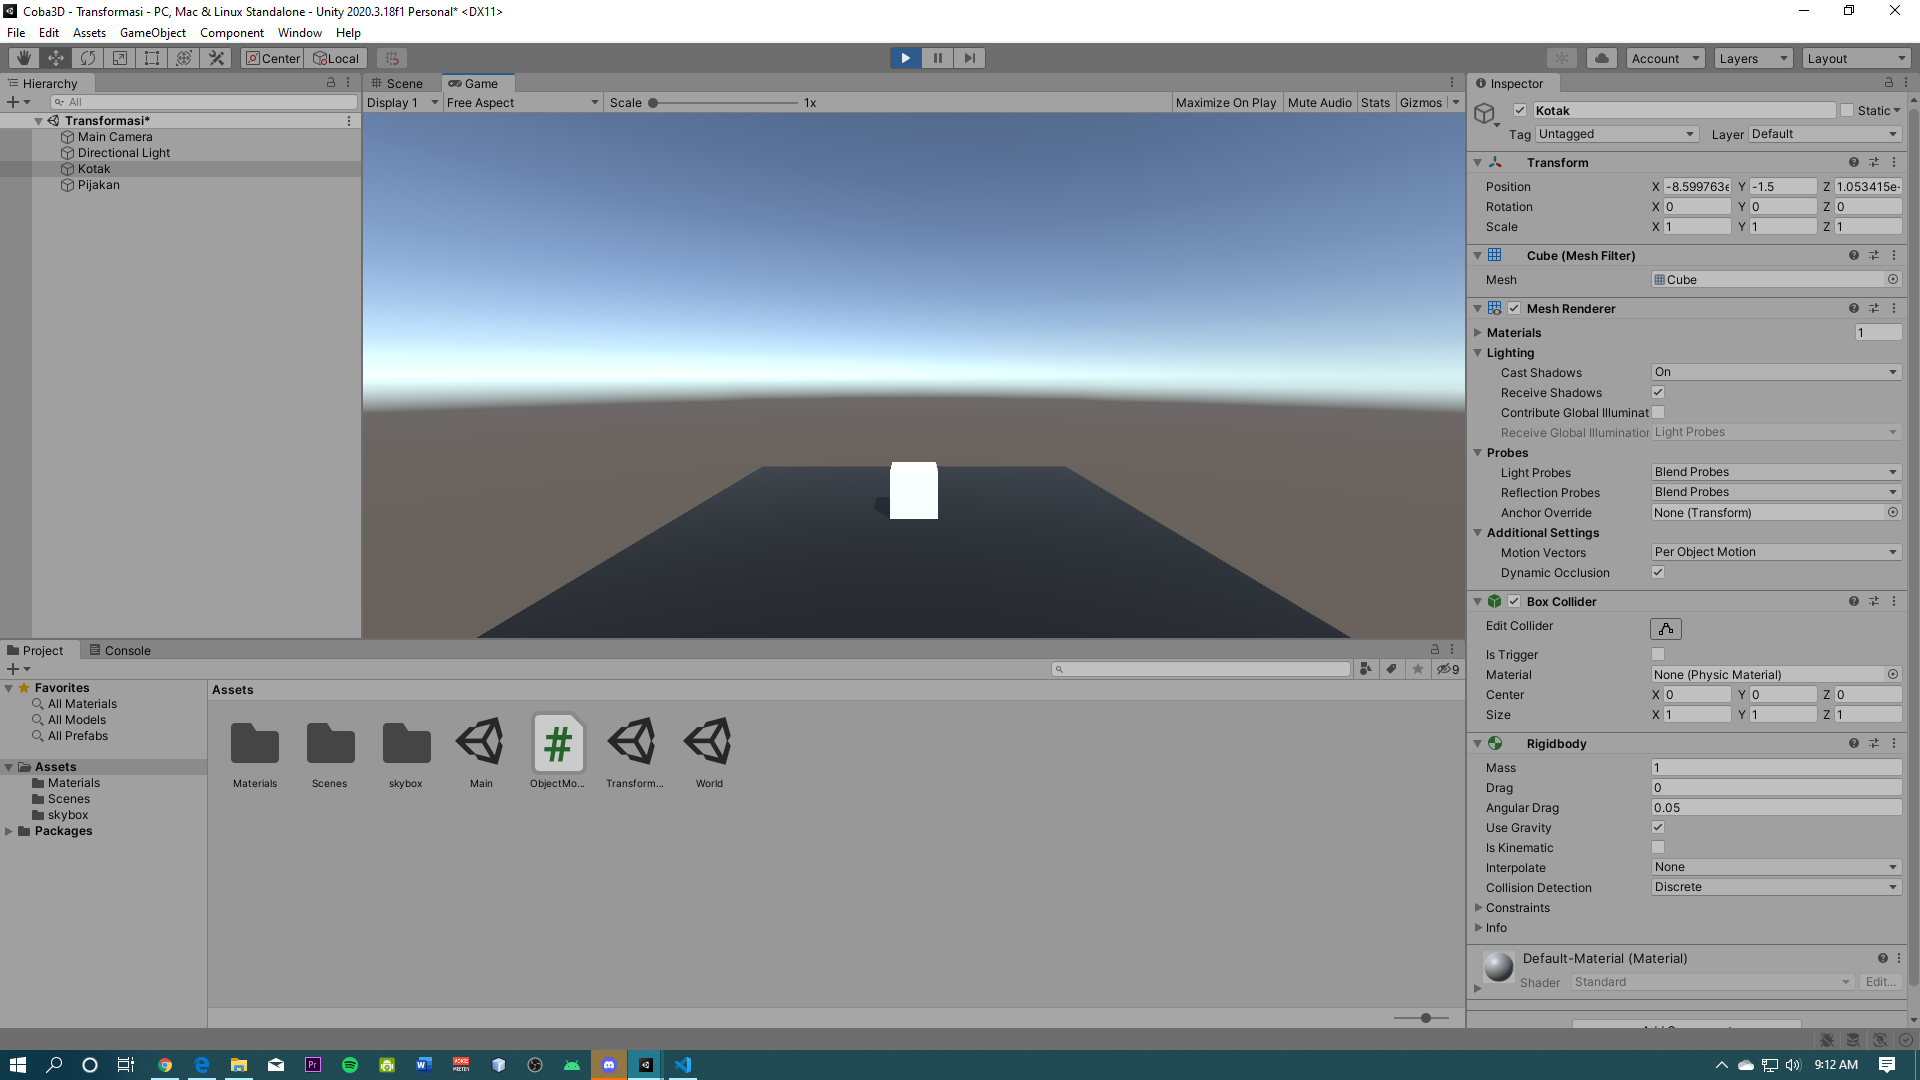 Coba3D - Transformasi - PC, Mac & Linux Standalone - Unity 2020.3.18f1 Personal* <DX11>
File Edit Assets GameObject Component Window Help
Center Local Account Layers Layout
Hierarchy
All
Transformasi*
Main Camera
Directional Light
Kotak
Pijakan
Scene Game
Display 1 Free Aspect Scale 1x Maximize On Play Mute Audio Stats Gizmos
Inspector
Kotak Static
Tag Untagged Layer Default
Transform
Position X -8.599763e Y -1.5 Z 1.053415e-
Rotation X 0 Y 0 Z 0
Scale X 1 Y 1 Z 1
Cube (Mesh Filter)
Mesh Cube
Mesh Renderer
Materials 1
Lighting
Cast Shadows On
Receive Shadows
Contribute Global Illuminat
Receive Global Illumination Light Probes
Probes
Light Probes Blend Probes
Reflection Probes Blend Probes
Anchor Override None (Transform)
Additional Settings
Motion Vectors Per Object Motion
Dynamic Occlusion
Box Collider
Edit Collider
Is Trigger
Material None (Physic Material)
Center X 0 Y 0 Z 0
Size X 1 Y 1 Z 1
Rigidbody
Mass 1
Drag 0
Angular Drag 0.05
Use Gravity
Is Kinematic
Interpolate None
Collision Detection Discrete
Constraints
Info
Default-Material (Material)
Shader Standard Edit...
Project Console
9
Favorites
All Materials
All Models
All Prefabs
Assets
Materials
Scenes
skybox
Packages
Assets
Materials Scenes skybox Main ObjectMo... Transform... World
9:12 AM